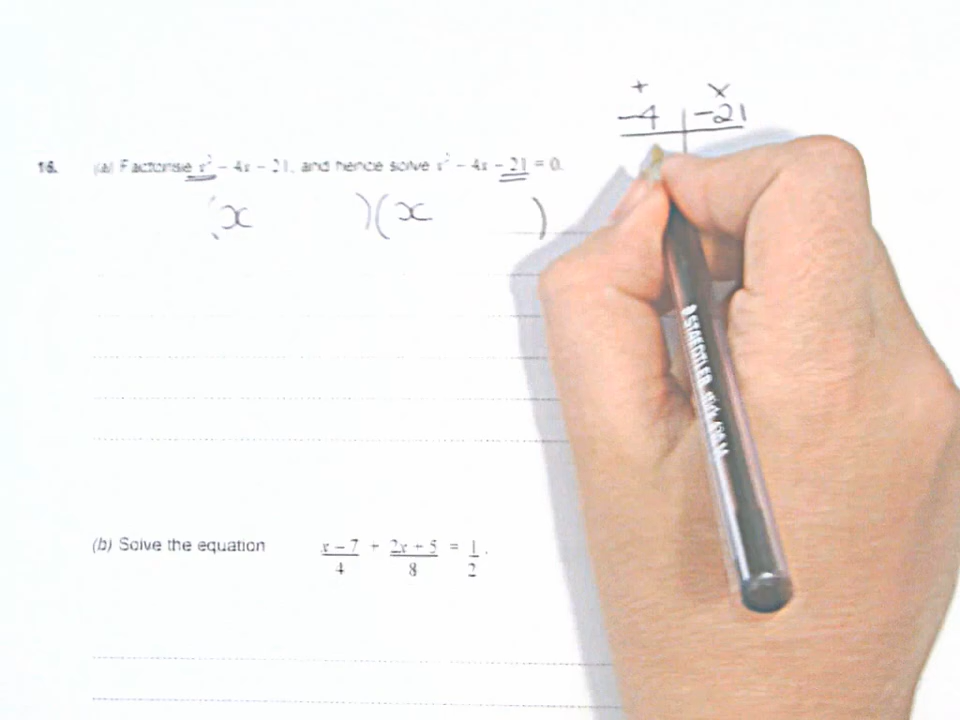 + x
-4 | -21
16. (a) Factorise x² – 4x – 21, and hence solve x² – 4x – 21 = 0.
(x )(x )
STAEDTLER
(b) Solve the equation x – 7 / 4 + 2x + 5 / 8 = 1 / 2 .